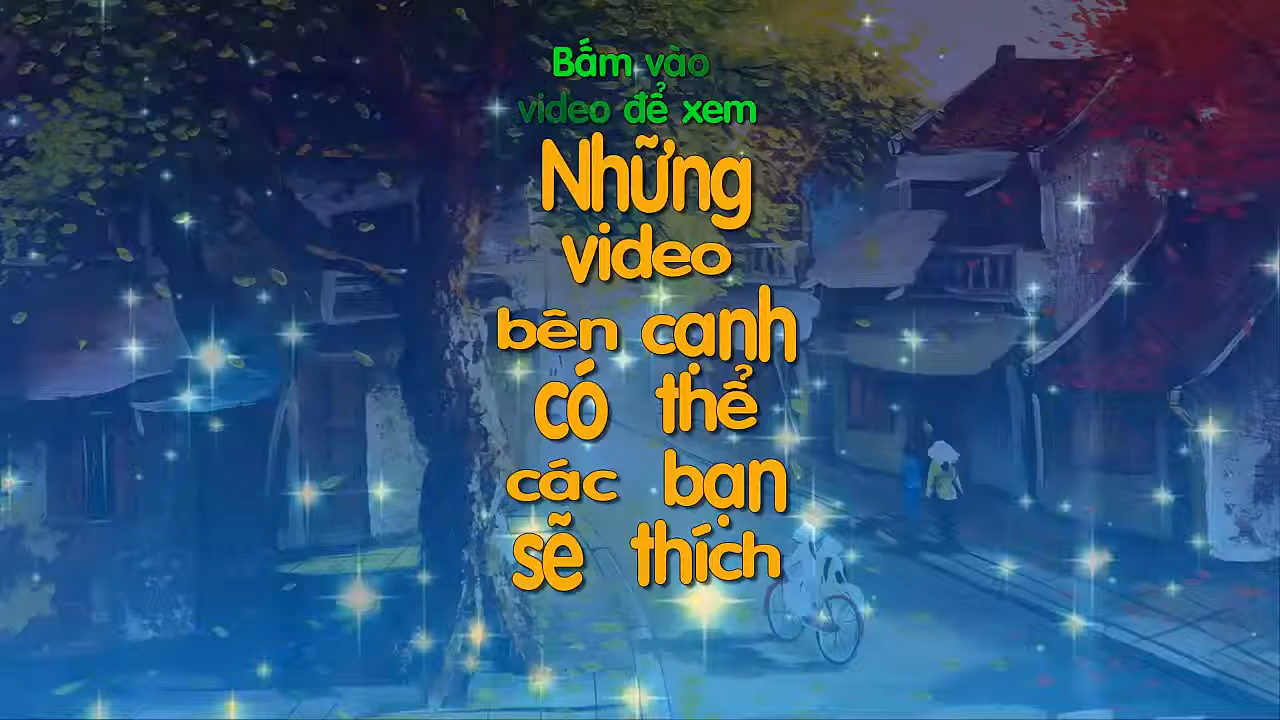 Bấm vào
video để xem
Những
video
bên cạnh
có thể
các bạn
sẽ thích